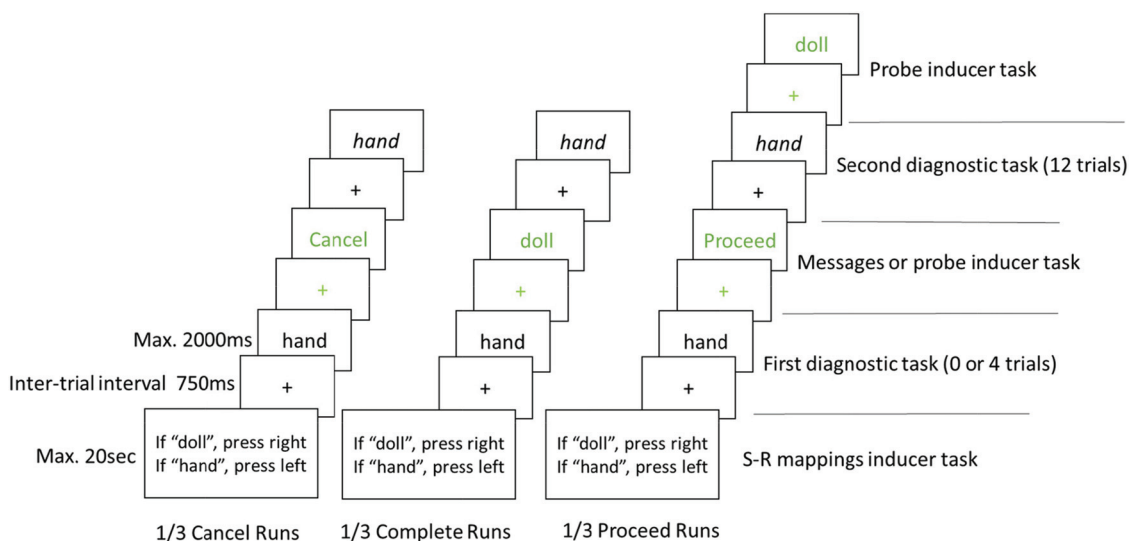 doll
Probe inducer task
+
hand
hand
hand
Second diagnostic task (12 trials)
+
+
+
Cancel
doll
Proceed
Messages or probe inducer task
+
+
+
Max. 2000ms
hand
hand
hand
First diagnostic task (0 or 4 trials)
Inter-trial interval 750ms
+
+
+
Max. 20sec
If “doll”, press right
If “hand”, press left
If “doll”, press right
If “hand”, press left
If “doll”, press right
If “hand”, press left
S-R mappings inducer task
1/3 Cancel Runs
1/3 Complete Runs
1/3 Proceed Runs